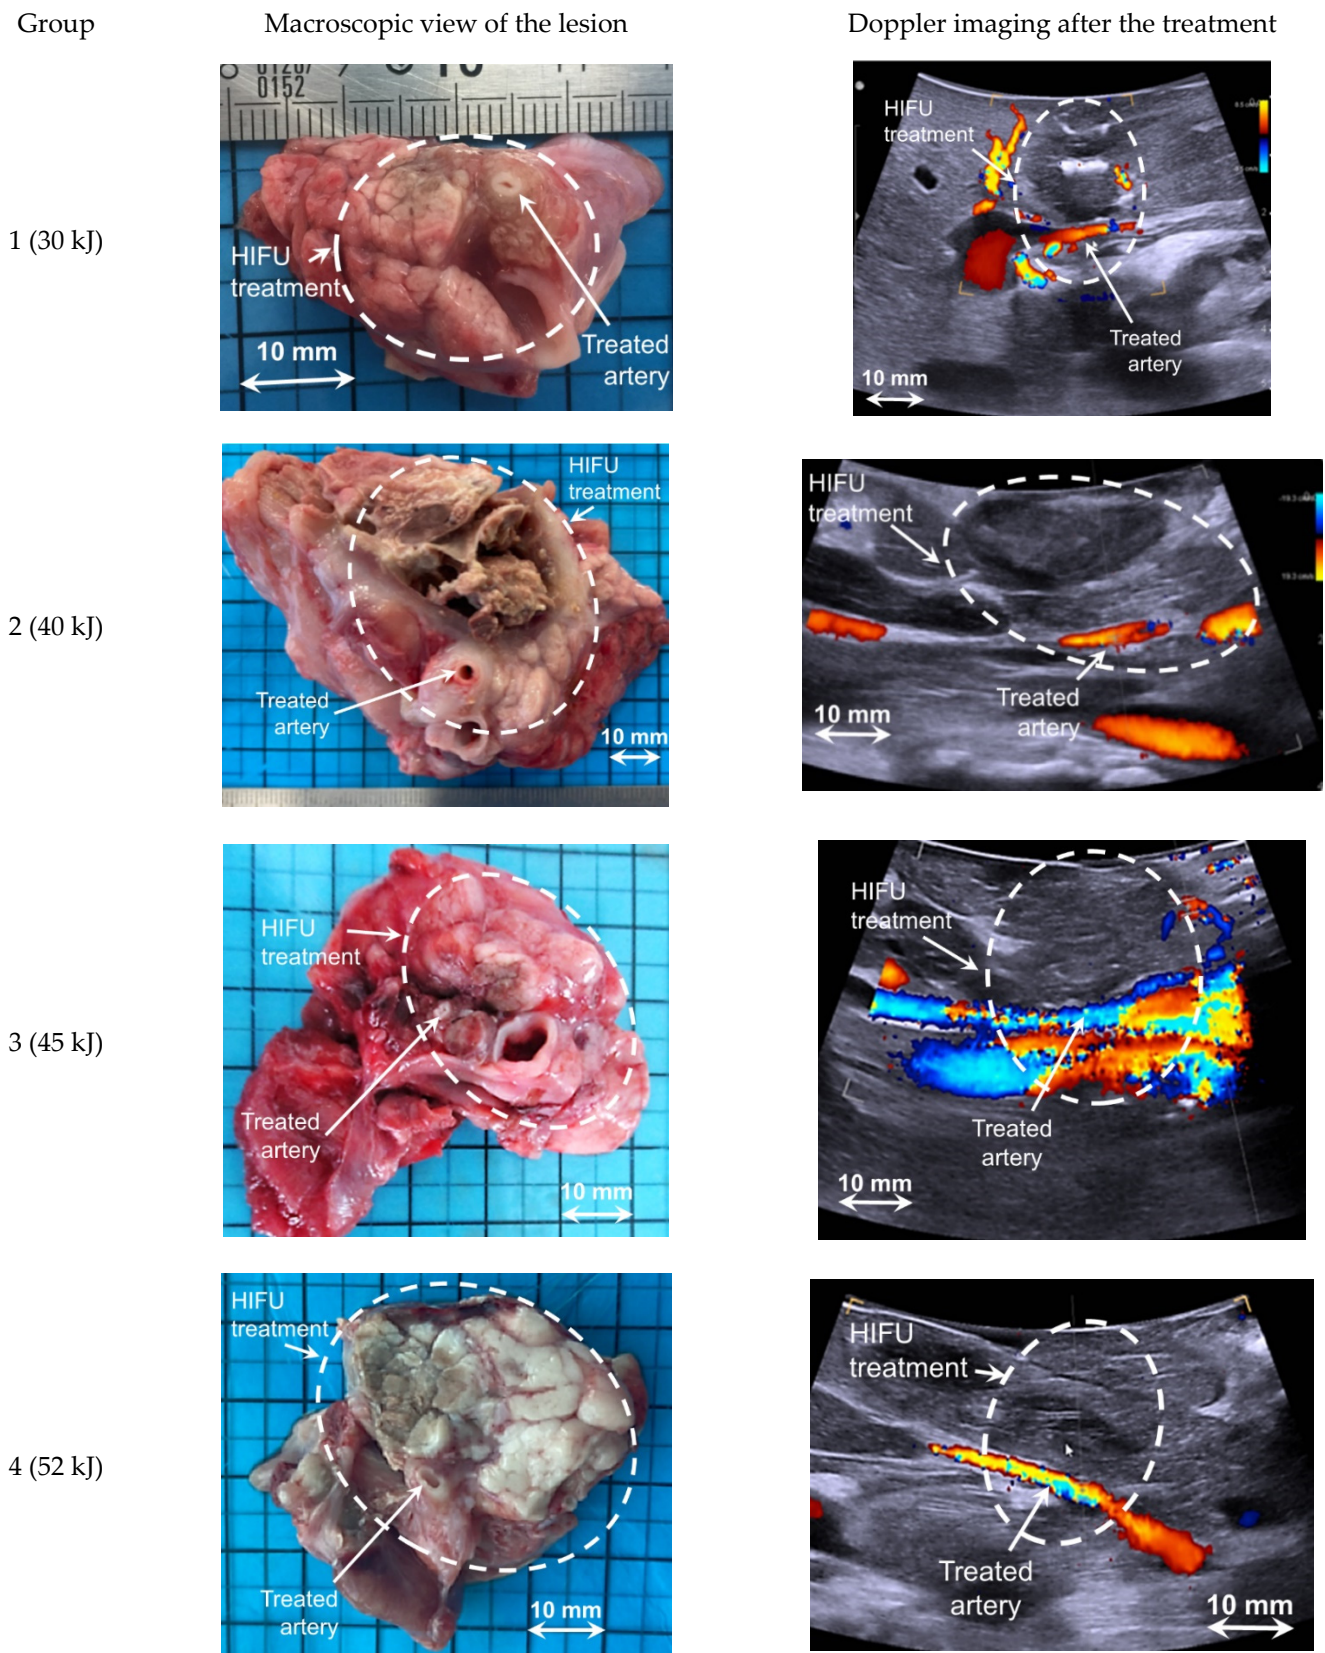 Group
Macroscopic view of the lesion
Doppler imaging after the treatment
1 (30 kJ)
0152
HIFU
treatment
10 mm
Treated
artery
HIFU
treatment
Treated
artery
10 mm
2 (40 kJ)
HIFU
treatment
Treated
artery
10 mm
HIFU
treatment
Treated
artery
10 mm
3 (45 kJ)
HIFU
treatment
Treated
artery
10 mm
HIFU
treatment
Treated
artery
10 mm
4 (52 kJ)
HIFU
treatment
Treated
artery
10 mm
HIFU
treatment
Treated
artery
10 mm